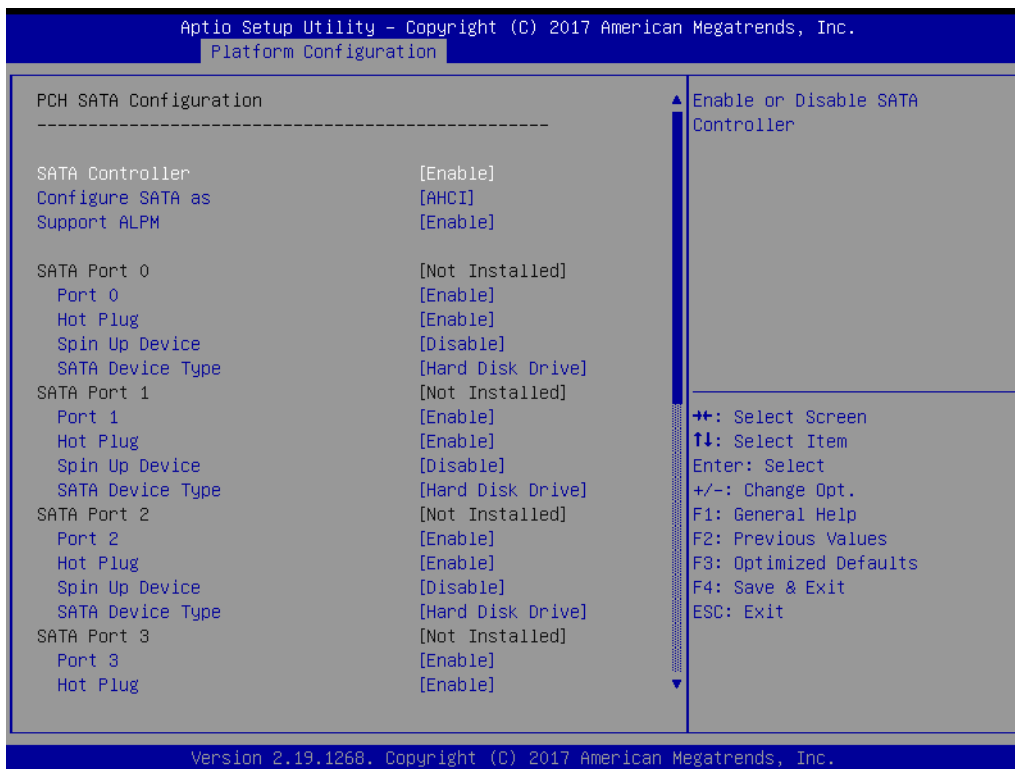 Aptio Setup Utility – Copyright (C) 2017 American Megatrends, Inc.
Platform Configuration
PCH SATA Configuration
--------------------------------------------------
SATA Controller [Enable]
Configure SATA as [AHCI]
Support ALPM [Enable]
SATA Port 0 [Not Installed]
Port 0 [Enable]
Hot Plug [Enable]
Spin Up Device [Disable]
SATA Device Type [Hard Disk Drive]
SATA Port 1 [Not Installed]
Port 1 [Enable]
Hot Plug [Enable]
Spin Up Device [Disable]
SATA Device Type [Hard Disk Drive]
SATA Port 2 [Not Installed]
Port 2 [Enable]
Hot Plug [Enable]
Spin Up Device [Disable]
SATA Device Type [Hard Disk Drive]
SATA Port 3 [Not Installed]
Port 3 [Enable]
Hot Plug [Enable]
Enable or Disable SATA
Controller
→←: Select Screen
↑↓: Select Item
Enter: Select
+/-: Change Opt.
F1: General Help
F2: Previous Values
F3: Optimized Defaults
F4: Save & Exit
ESC: Exit
Version 2.19.1268. Copyright (C) 2017 American Megatrends, Inc.